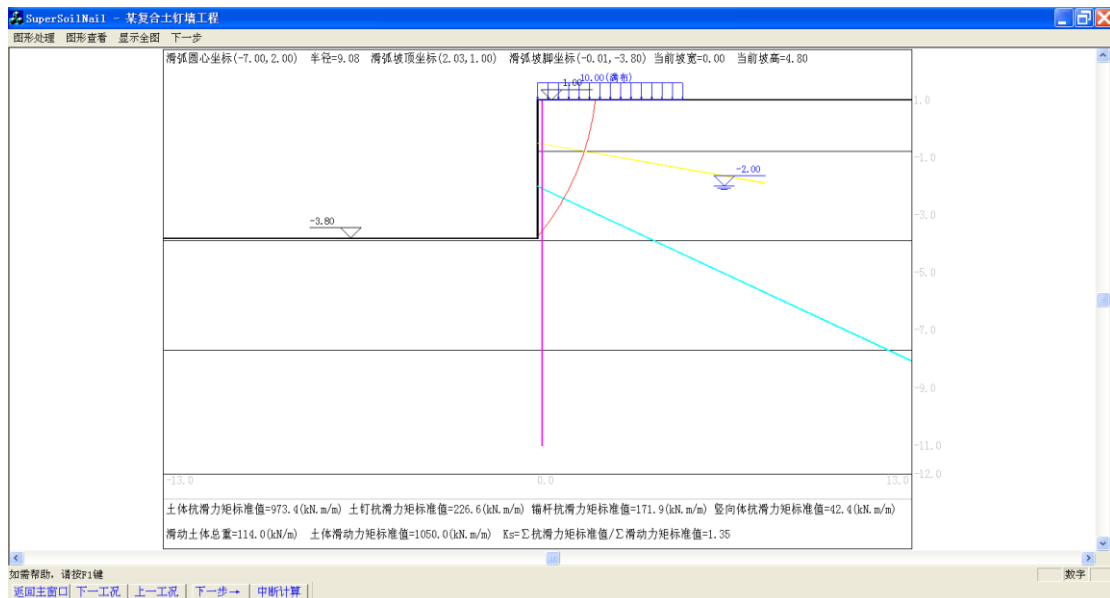 SuperSoilNail - 某复合土钉墙工程
图形处理 图形查看 显示全图 下一步
滑弧圆心坐标(-7.00,2.00) 半径=9.08 滑弧坡顶坐标(2.03,1.00) 滑弧坡脚坐标(-0.01,-3.80) 当前坡宽=0.00 当前坡高=4.80
10.00(满布)
1.00
1.0
-1.0
-2.00
-3.0
-3.80
-5.0
-7.0
-9.0
-11.0
-12.0
-13.0 0.0 13.0
土体抗滑力矩标准值=973.4(kN.m/m) 土钉抗滑力矩标准值=226.6(kN.m/m) 锚杆抗滑力矩标准值=171.9(kN.m/m) 竖向体抗滑力矩标准值=42.4(kN.m/m)
滑动土体总重=114.0(kN/m) 土体滑动力矩标准值=1050.0(kN.m/m) Ks=∑抗滑力矩标准值/∑滑动力矩标准值=1.35
如需帮助，请按F1键 数字
返回主窗口 下一工况 上一工况 下一步→ 中断计算